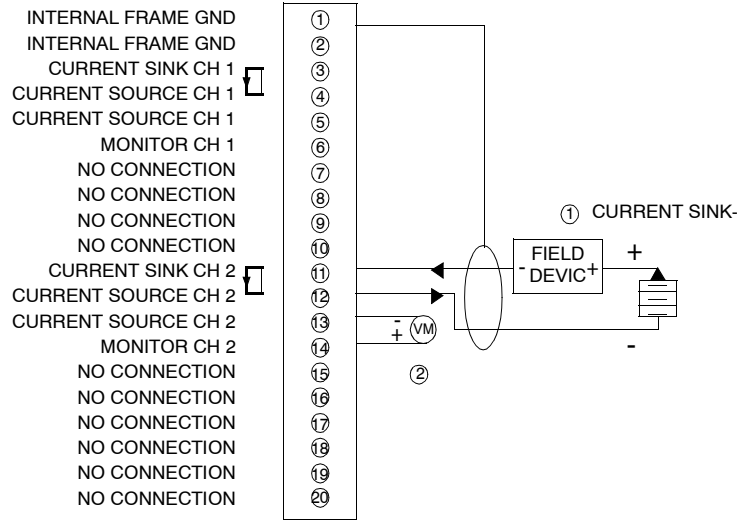 INTERNAL FRAME GND 1
INTERNAL FRAME GND 2
CURRENT SINK CH 1 3
CURRENT SOURCE CH 1 4
CURRENT SOURCE CH 1 5
MONITOR CH 1 6
NO CONNECTION 7
NO CONNECTION 8
NO CONNECTION 9
NO CONNECTION 10
CURRENT SINK CH 2 11
CURRENT SOURCE CH 2 12
CURRENT SOURCE CH 2 13
MONITOR CH 2 14
NO CONNECTION 15
NO CONNECTION 16
NO CONNECTION 17
NO CONNECTION 18
NO CONNECTION 19
NO CONNECTION 20
1 CURRENT SINK-
FIELD
- DEVIC+
+
-
-
+ VM
2